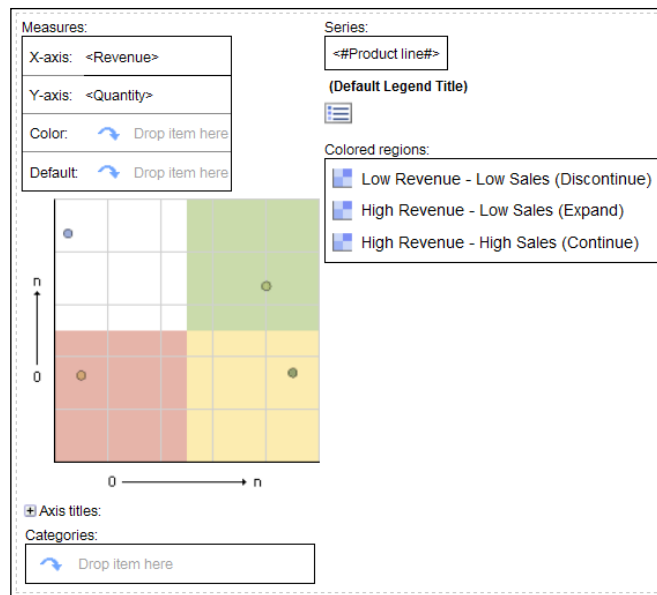 Measures:
X-axis: <Revenue>
Y-axis: <Quantity>
Color: Drop item here
Default: Drop item here
Series:
<#Product line#>
(Default Legend Title)
Colored regions:
Low Revenue - Low Sales (Discontinue)
High Revenue - Low Sales (Expand)
High Revenue - High Sales (Continue)
n
0
0 n
Axis titles:
Categories:
Drop item here